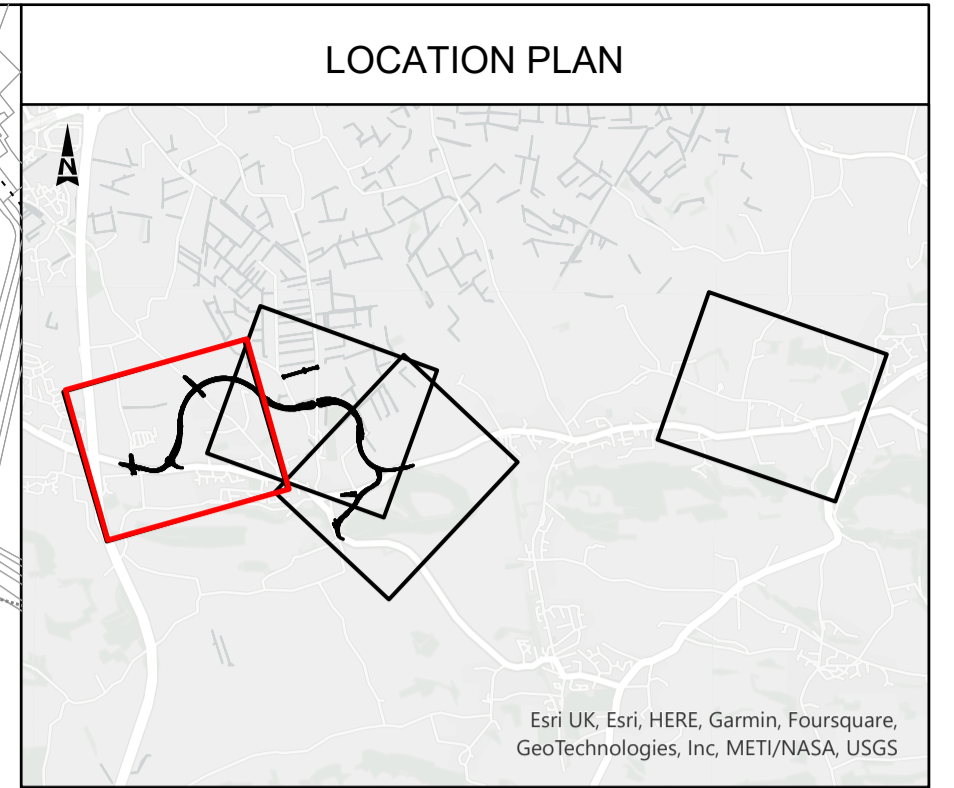 LOCATION PLAN
N
Esri UK, Esri, HERE, Garmin, Foursquare,
GeoTechnologies, Inc, METI/NASA, USGS